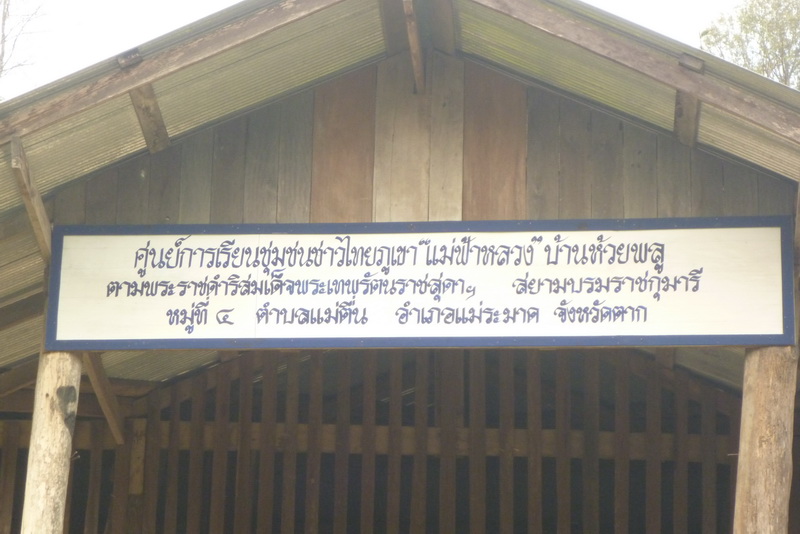 ศูนย์การเรียนชุมชนชาวไทยภูเขา "แม่ฟ้าหลวง" บ้านห้วยพลู
ตามพระราชดำริสมเด็จพระเทพรัตนราชสุดาฯ สยามบรมราชกุมารี
หมู่ที่ ๔ ตำบลแม่ตื่น อำเภอแม่ระมาด จังหวัดตาก